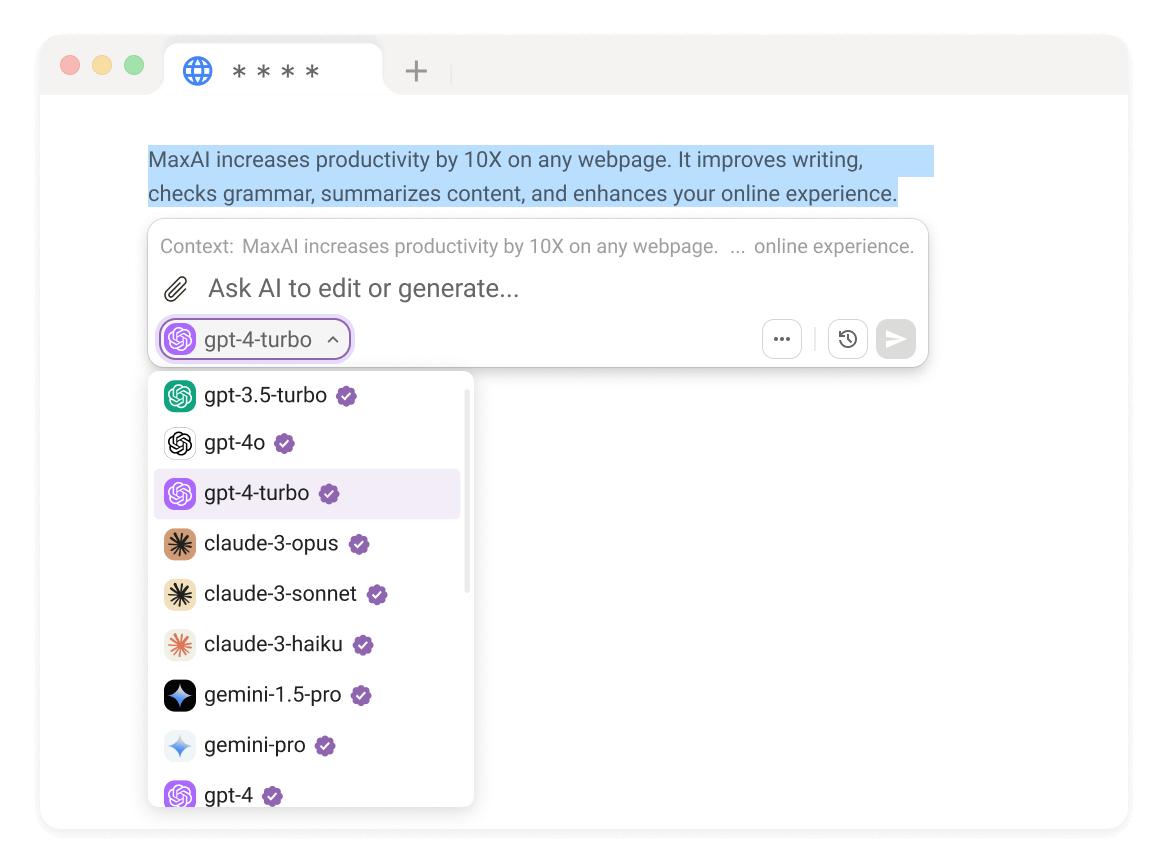 * * * *
MaxAI increases productivity by 10X on any webpage. It improves writing,
checks grammar, summarizes content, and enhances your online experience.
Context: MaxAI increases productivity by 10X on any webpage. ... online experience.
Ask AI to edit or generate...
gpt-4-turbo
gpt-3.5-turbo
gpt-4o
gpt-4-turbo
claude-3-opus
claude-3-sonnet
claude-3-haiku
gemini-1.5-pro
gemini-pro
gpt-4